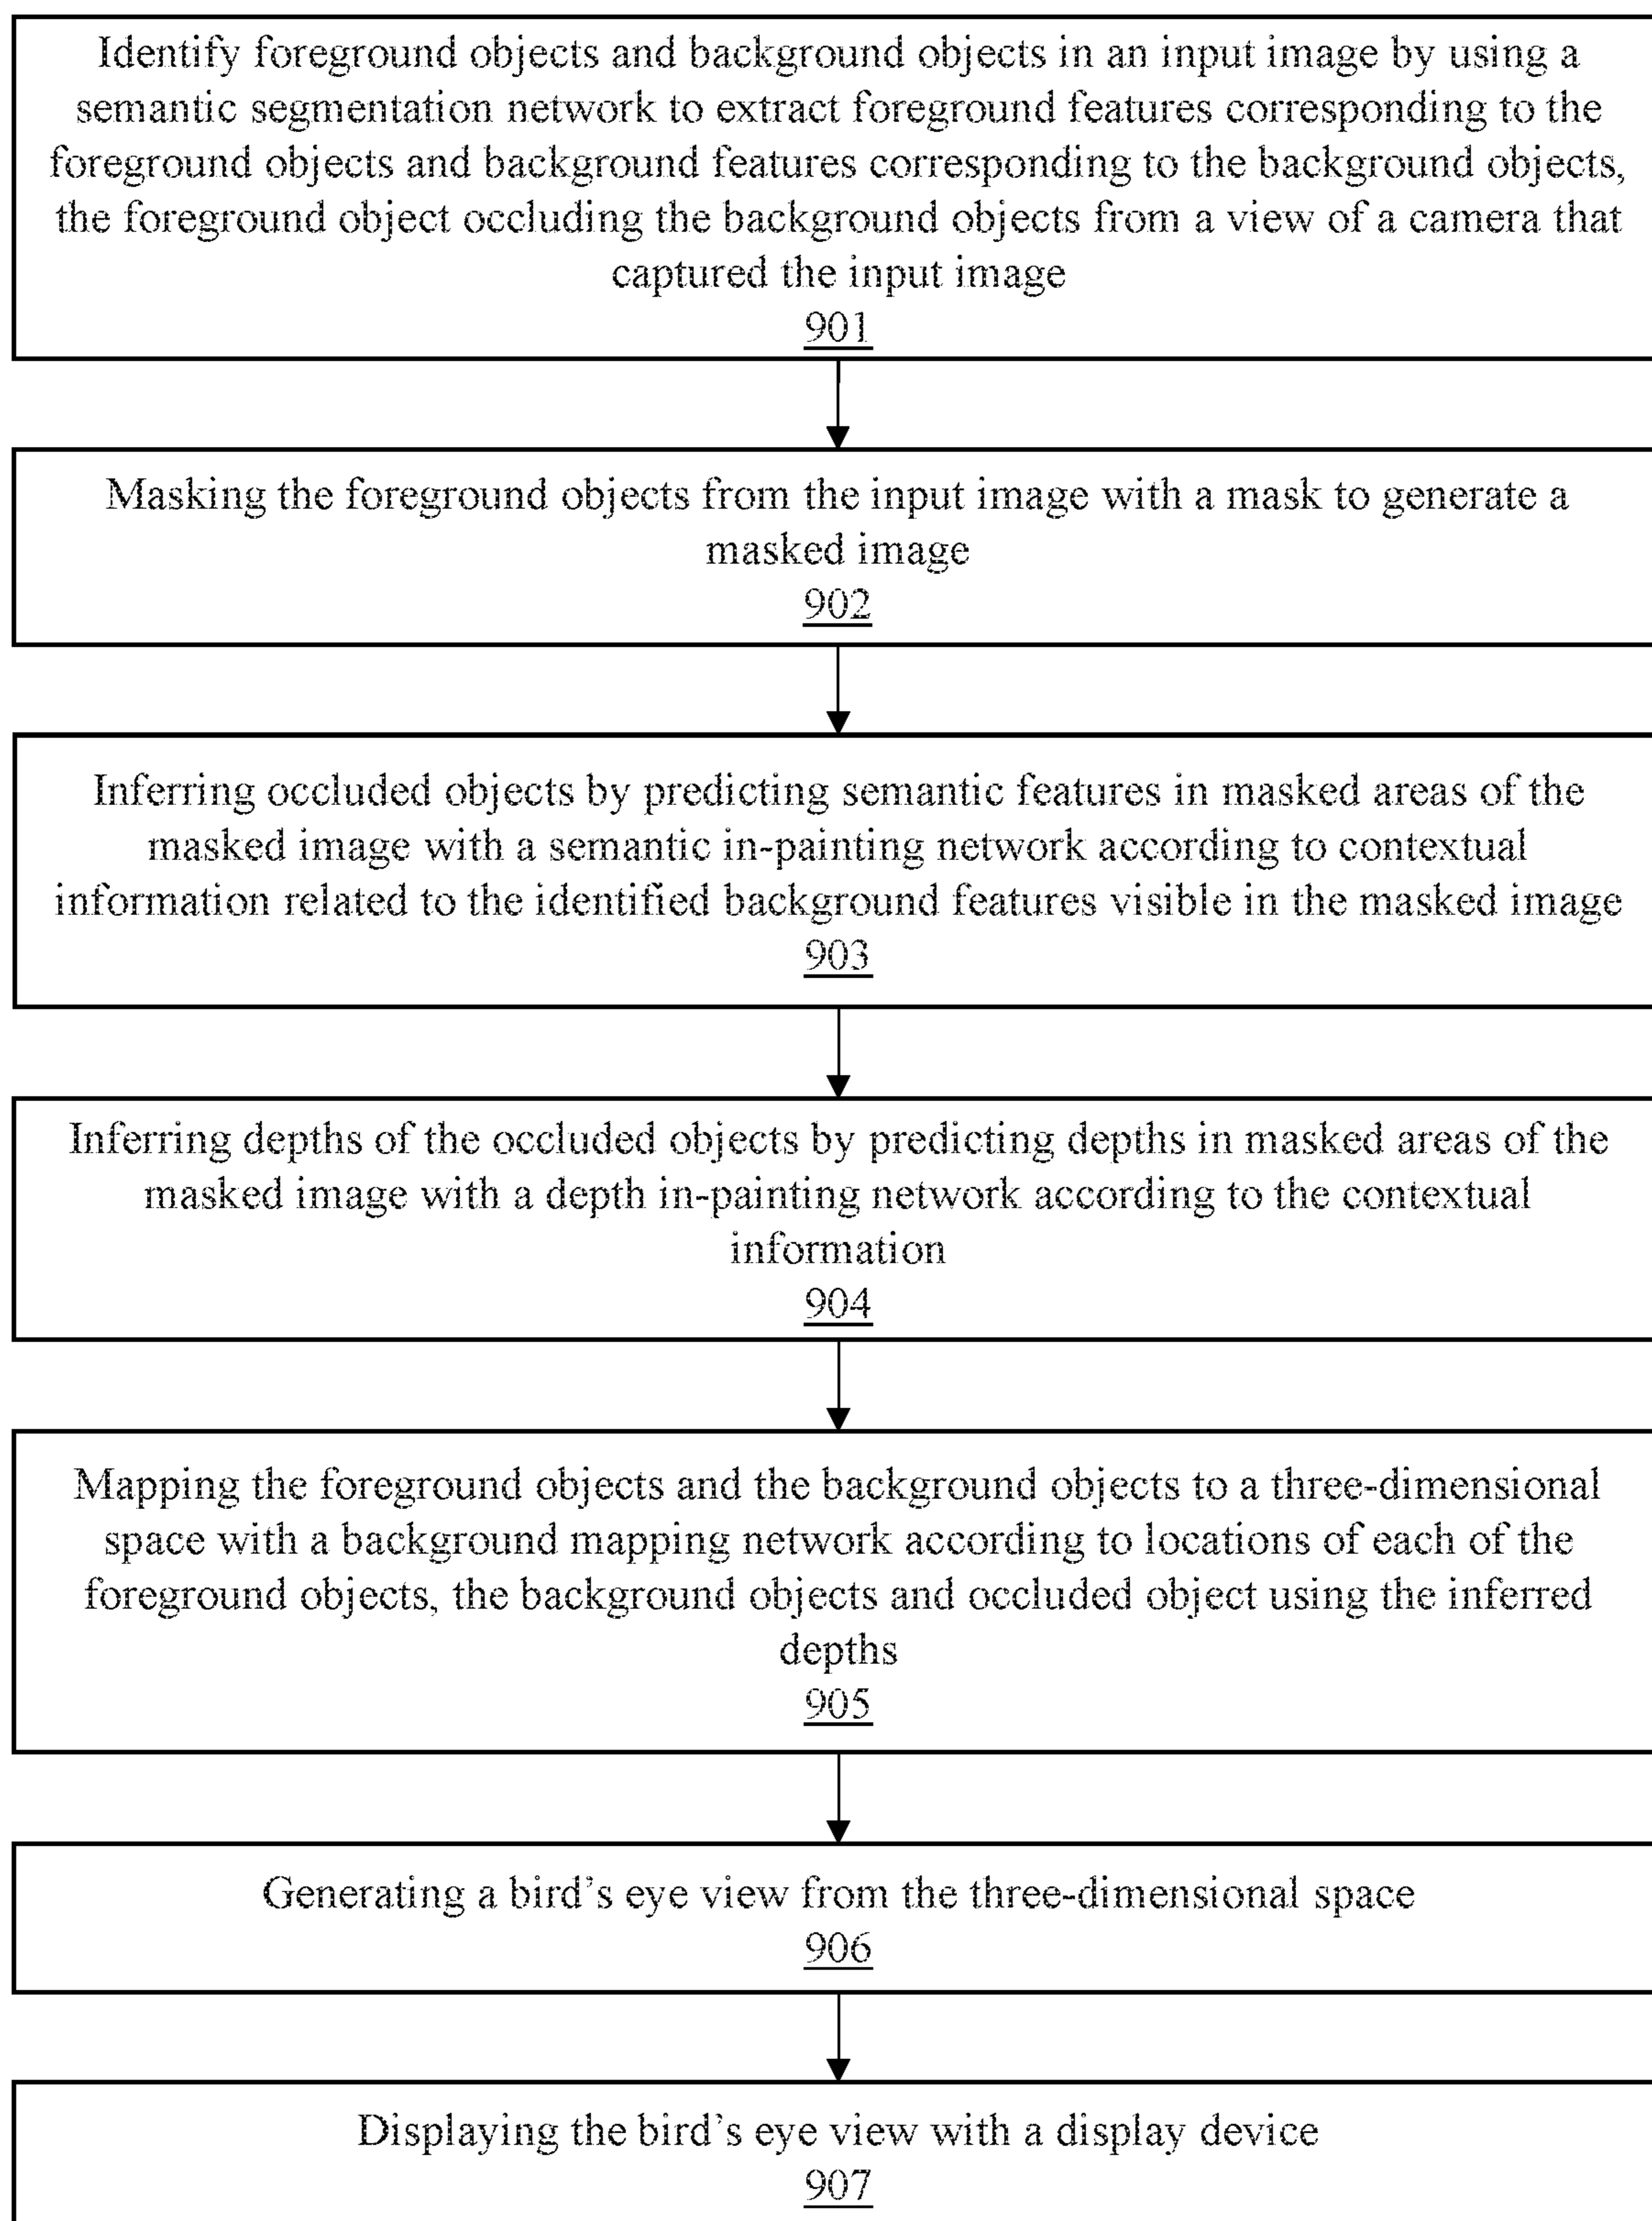 Identify foreground objects and background objects in an input image by using a
semantic segmentation network to extract foreground features corresponding to the
foreground objects and background features corresponding to the background objects,
the foreground object occluding the background objects from a view of a camera that
captured the input image
901
Masking the foreground objects from the input image with a mask to generate a
masked image
902
Inferring occluded objects by predicting semantic features in masked areas of the
masked image with a semantic in-painting network according to contextual
information related to the identified background features visible in the masked image
903
Inferring depths of the occluded objects by predicting depths in masked areas of the
masked image with a depth in-painting network according to the contextual
information
904
Mapping the foreground objects and the background objects to a three-dimensional
space with a background mapping network according to locations of each of the
foreground objects, the background objects and occluded object using the inferred
depths
905
Generating a bird’s eye view from the three-dimensional space
906
Displaying the bird’s eye view with a display device
907